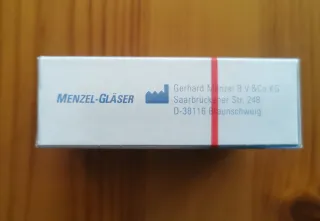 MENZEL-GLÄSER
Gerhard Menzel B.V.&Co.KG
Saarbrückener Str. 248
D-38116 Braunschweig